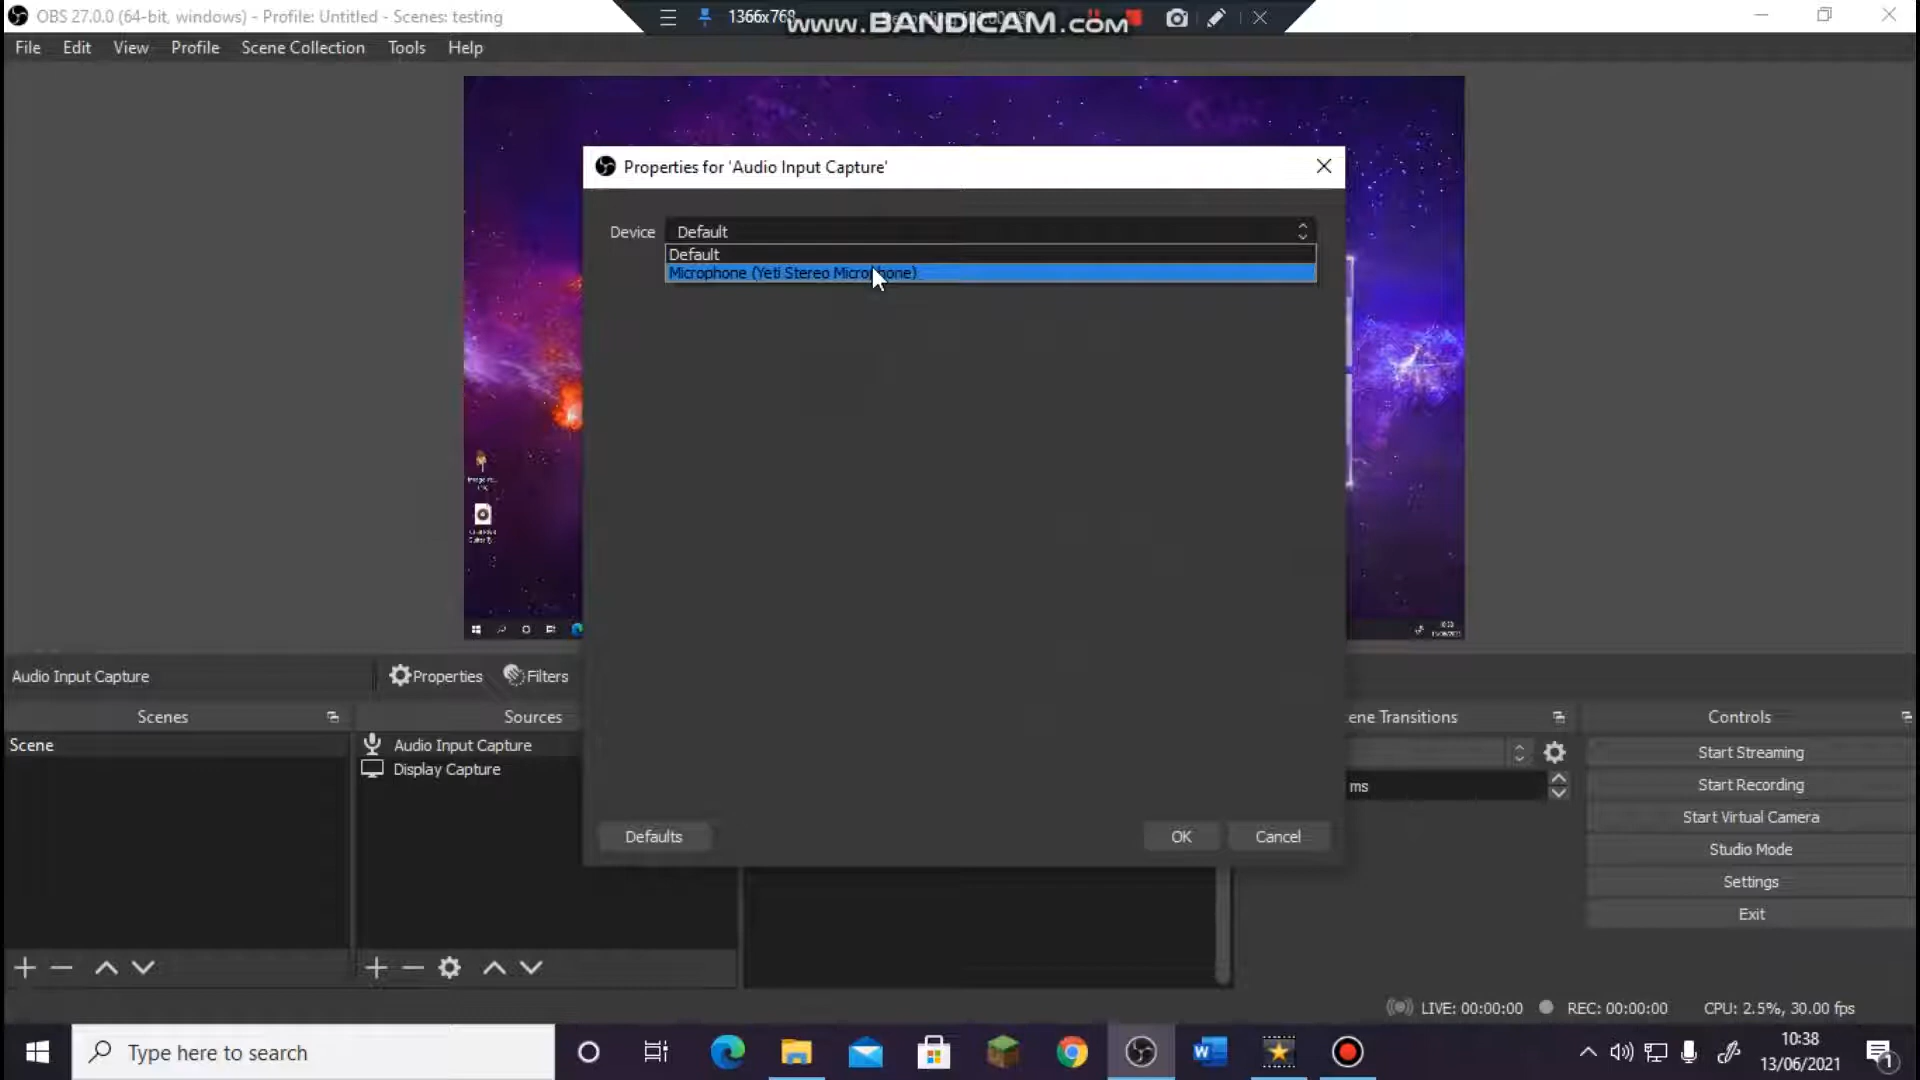 OBS 27.0.0 (64-bit, windows) - Profile: Untitled - Scenes: testing
1366x768
www.BANDICAM.com
File Edit View Profile Scene Collection Tools Help
Properties for 'Audio Input Capture'
Device Default
Default
Microphone (Yeti Stereo Microphone)
Audio Input Capture Properties Filters
Scenes Sources ene Transitions Controls
Scene
Audio Input Capture
Display Capture
ms
Start Streaming
Start Recording
Start Virtual Camera
Studio Mode
Settings
Exit
Defaults OK Cancel
LIVE: 00:00:00 REC: 00:00:00 CPU: 2.5%, 30.00 fps
Type here to search
10:38
13/06/2021
1